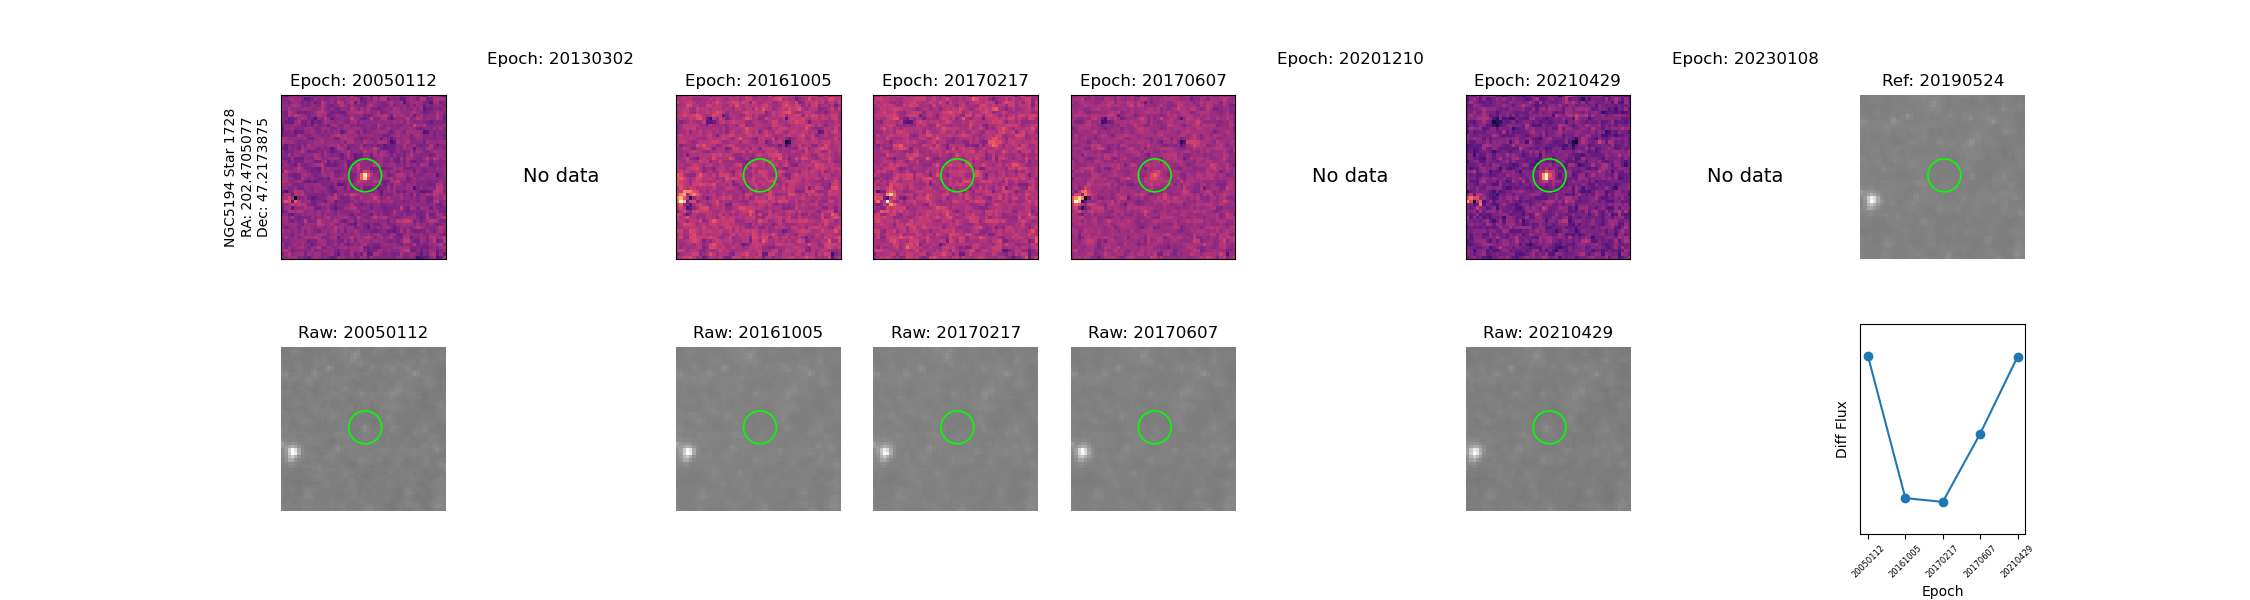 Epoch: 20050112
Epoch: 20130302
Epoch: 20161005
Epoch: 20170217
Epoch: 20170607
Epoch: 20201210
Epoch: 20210429
Epoch: 20230108
Ref: 20190524
NGC5194 Star 1728
RA: 202.4705077
Dec: 47.2173875
No data
No data
No data
Raw: 20050112
Raw: 20161005
Raw: 20170217
Raw: 20170607
Raw: 20210429
Diff Flux
20050112
20161005
20170217
20170607
20210429
Epoch